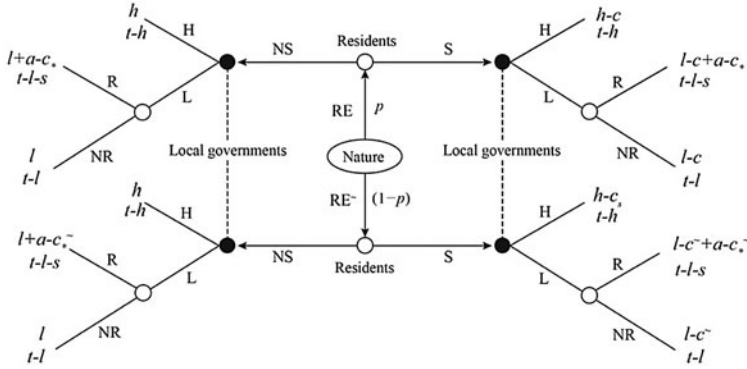 h
t-h
H
NS
Residents
S
H
h-c
t-h
l+a-c*
t-l-s
R
L
RE
p
L
R
l-c+a-c*
t-l-s
l
t-l
NR
Local governments
Nature
Local governments
NR
l-c
t-l
h
t-h
H
RE~
(1-p)
H
h-cs
t-h
l+a-c*~
t-l-s
R
L
NS
Residents
S
L
R
l-c~+a-c*~
t-l-s
l
t-l
NR
NR
l-c~
t-l